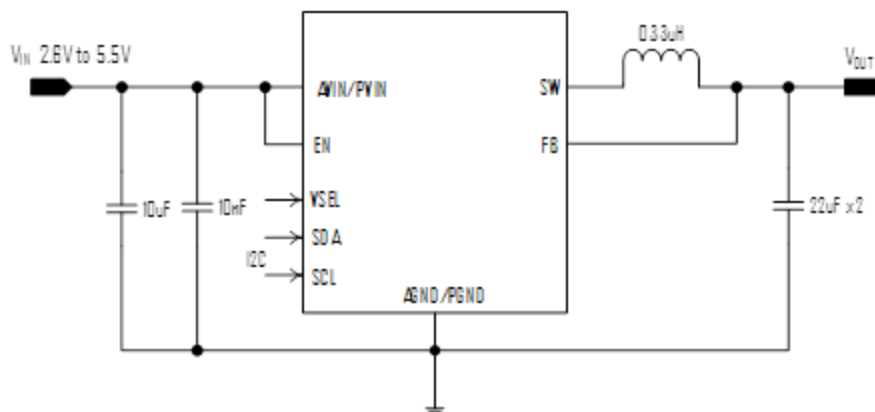 VIN 2.6V to 5.5V
0.33uH
VOUT
AVIN/PVIN
SW
EN
FB
VSEL
10uF
10nF
22uF x2
SDA
I2C
SCL
AGND/PGND